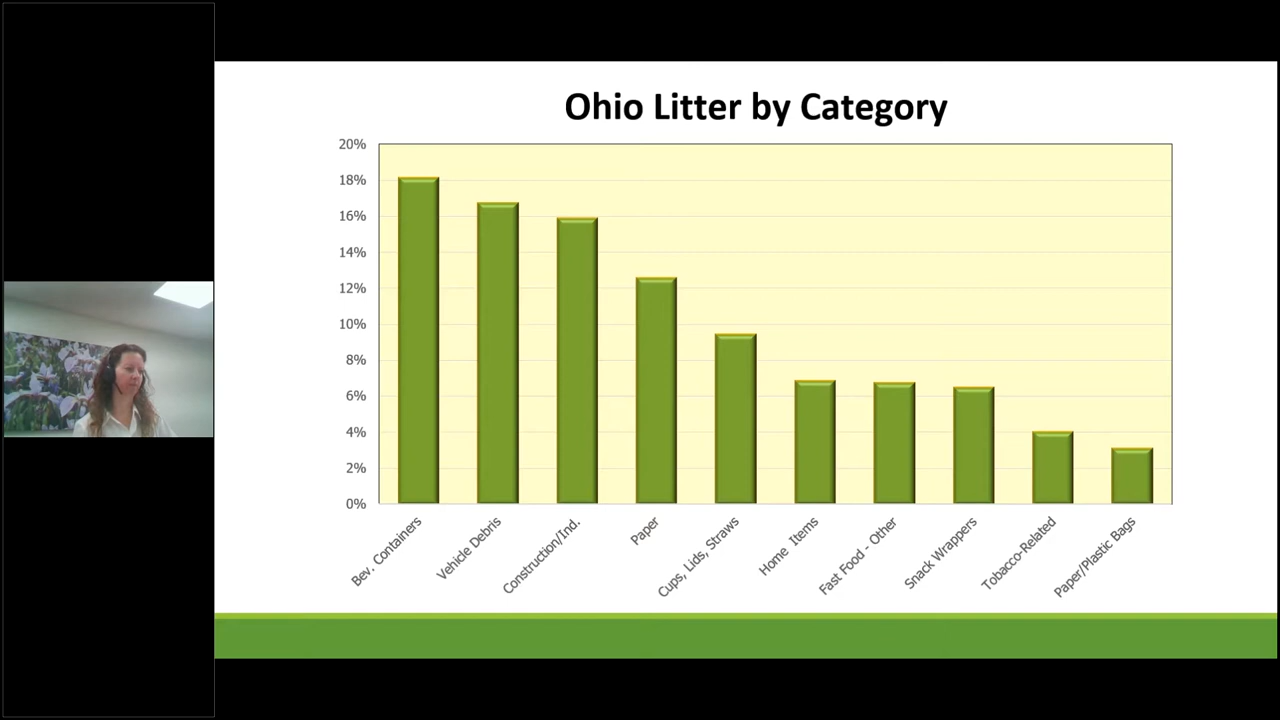 Ohio Litter by Category
20%
18%
16%
14%
12%
10%
8%
6%
4%
2%
0%
Bev. Containers
Vehicle Debris
Construction/Ind.
Paper
Cups, Lids, Straws
Home Items
Fast Food - Other
Snack Wrappers
Tobacco-Related
Paper/Plastic Bags